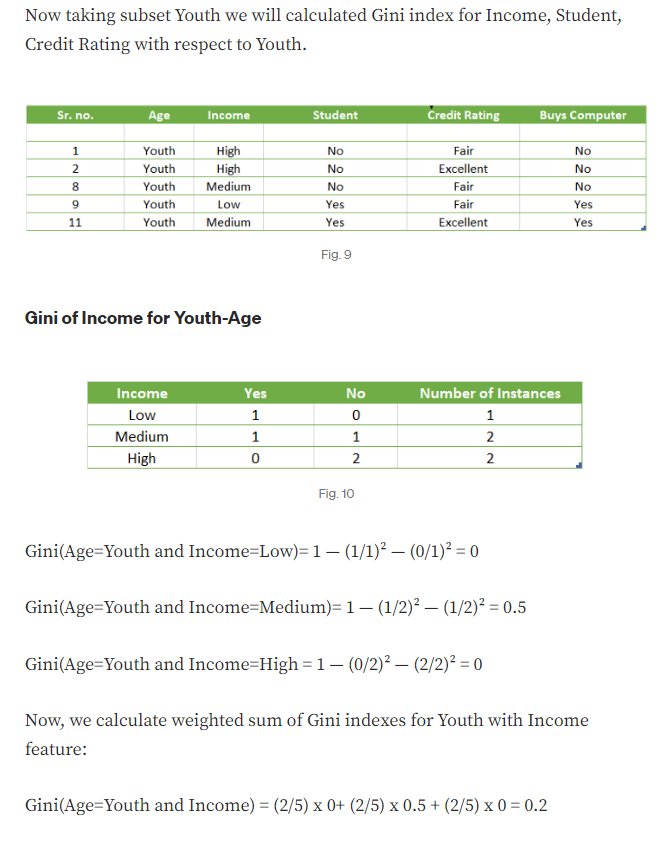 Now taking subset Youth we will calculated Gini index for Income, Student,
Credit Rating with respect to Youth.
Sr. no. Age Income Student Credit Rating Buys Computer
1 Youth High No Fair No
2 Youth High No Excellent No
8 Youth Medium No Fair No
9 Youth Low Yes Fair Yes
11 Youth Medium Yes Excellent Yes
Fig. 9
Gini of Income for Youth-Age
Income Yes No Number of Instances
Low 1 0 1
Medium 1 1 2
High 0 2 2
Fig. 10
Gini(Age=Youth and Income=Low)= 1 — (1/1)² — (0/1)² = 0
Gini(Age=Youth and Income=Medium)= 1 — (1/2)² — (1/2)² = 0.5
Gini(Age=Youth and Income=High = 1 — (0/2)² — (2/2)² = 0
Now, we calculate weighted sum of Gini indexes for Youth with Income
feature:
Gini(Age=Youth and Income) = (2/5) x 0+ (2/5) x 0.5 + (2/5) x 0 = 0.2